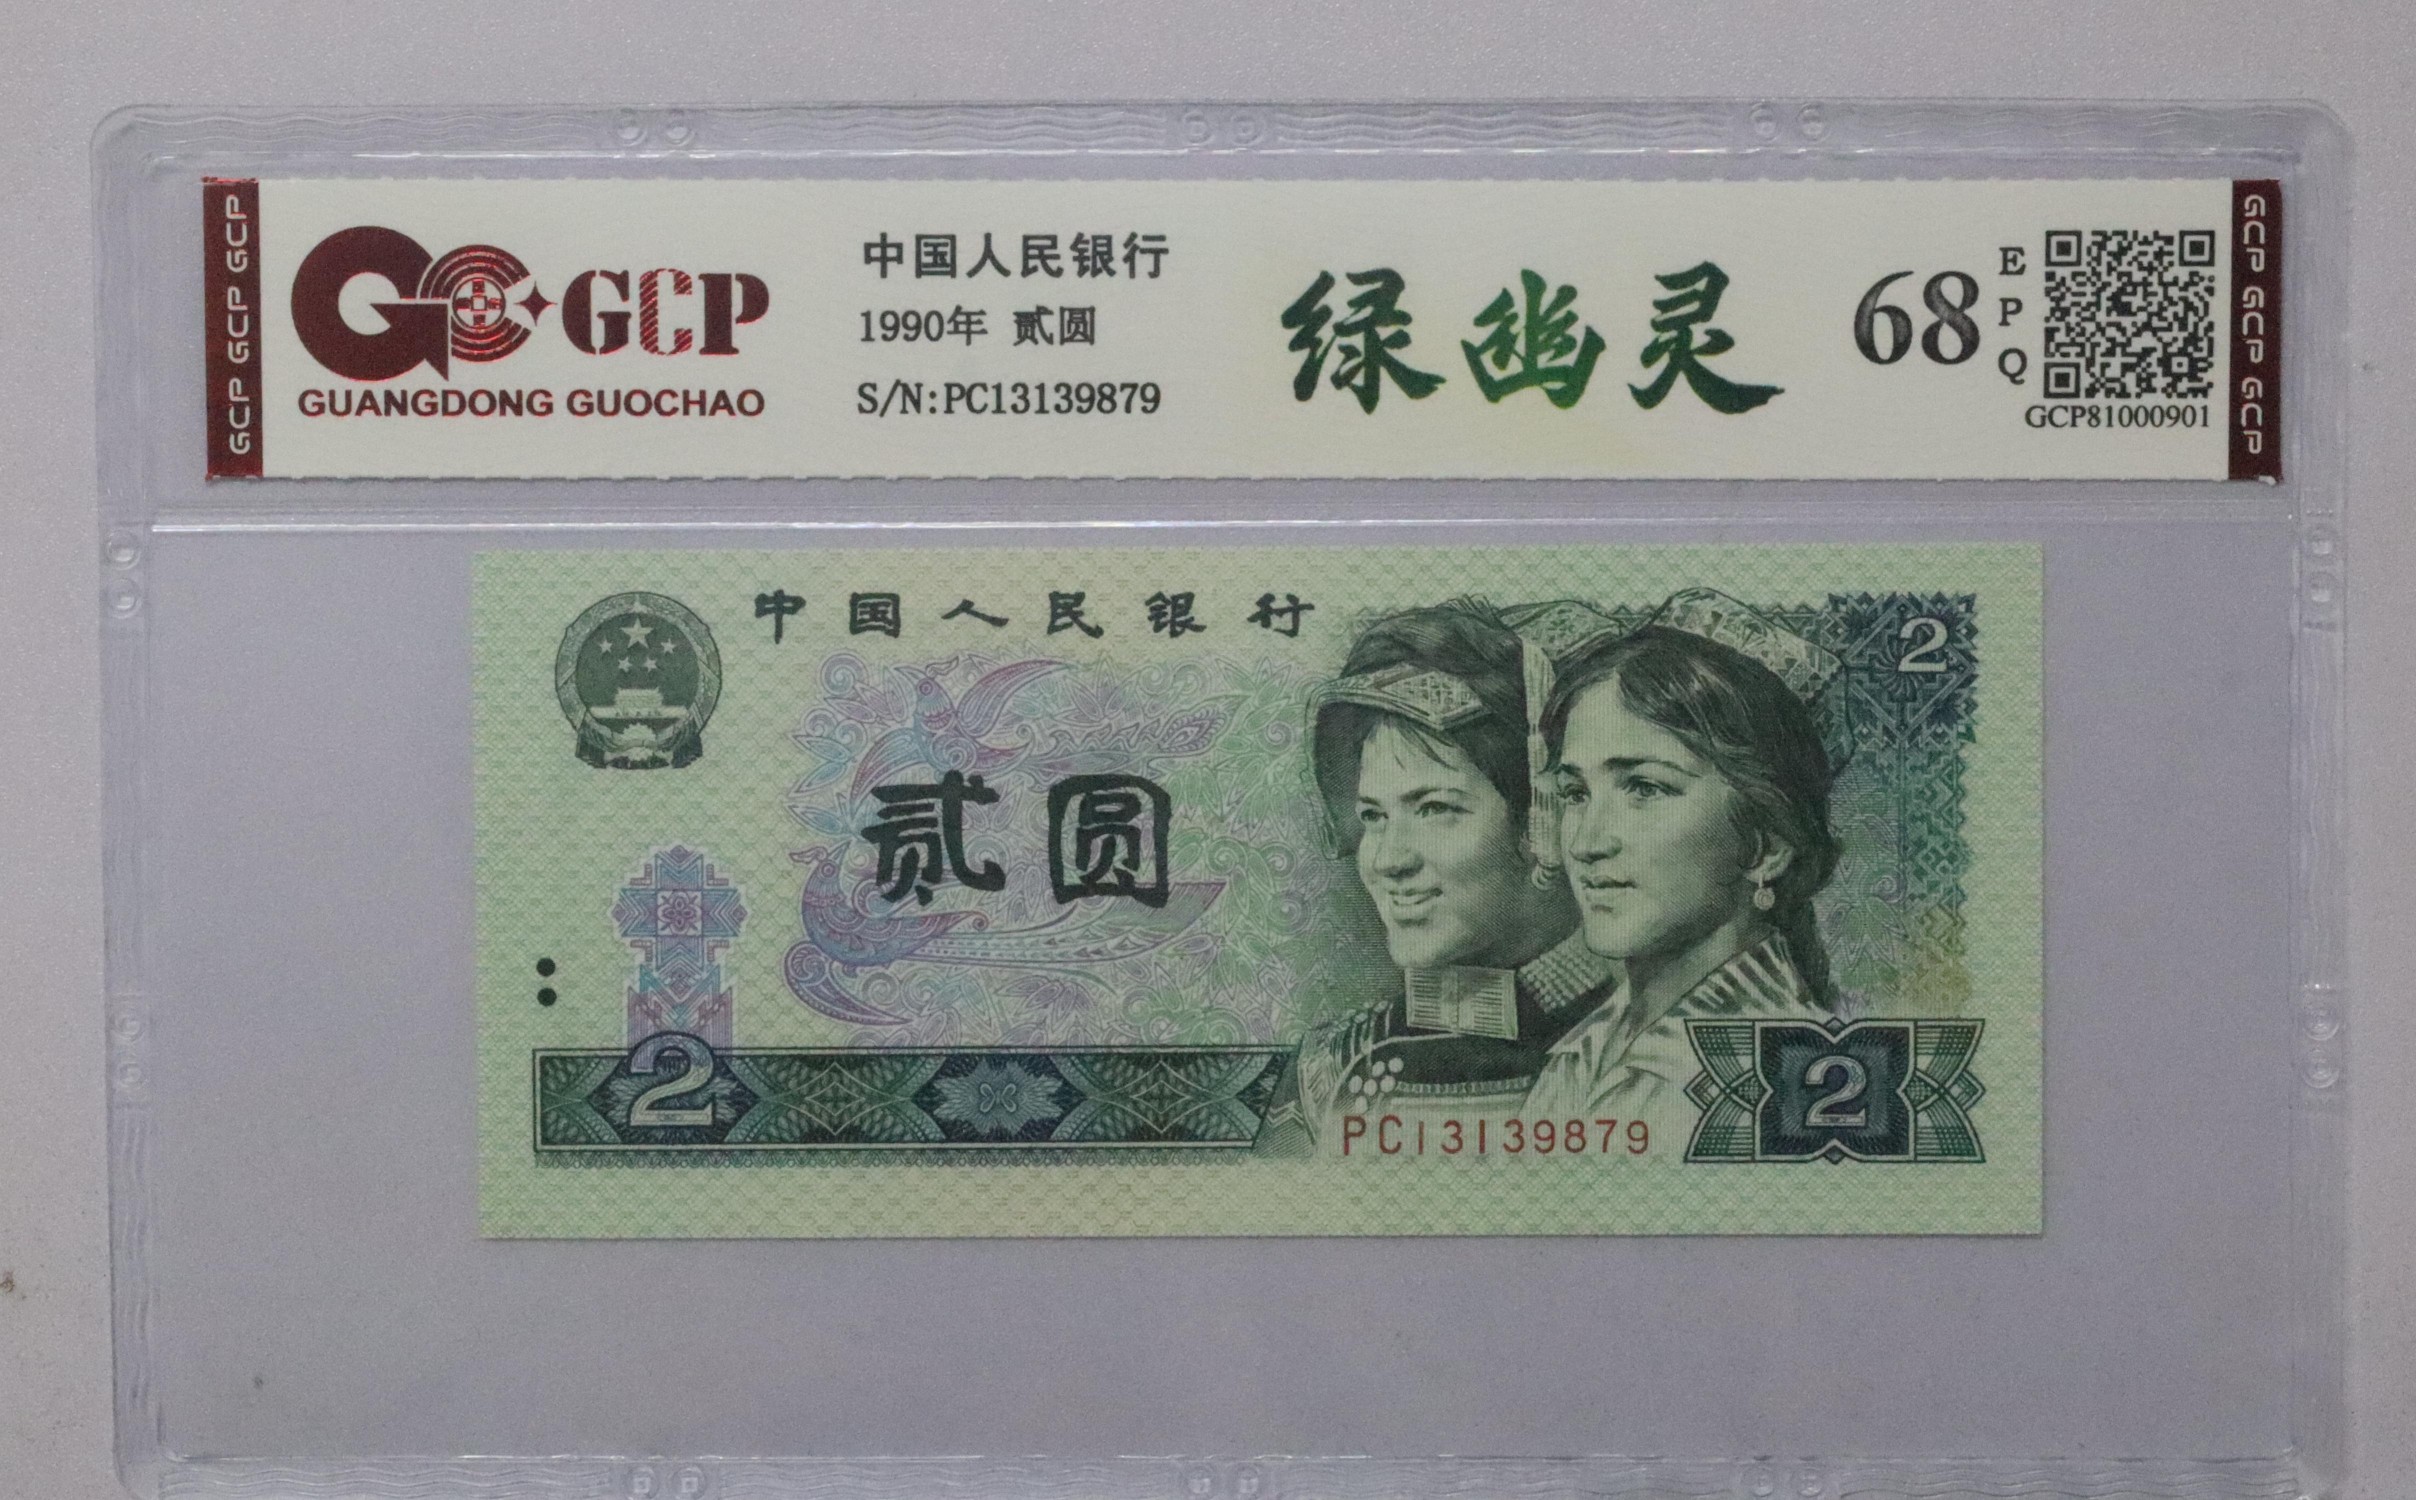 GCP GCP GCP
GCP
GUANGDONG GUOCHAO
中国人民银行
1990年 贰圆
S/N:PC13139879
绿幽灵
68
EPQ
GCP81000901
GCP GCP GCP
中国人民银行
2
贰圆
2
PC13139879
2